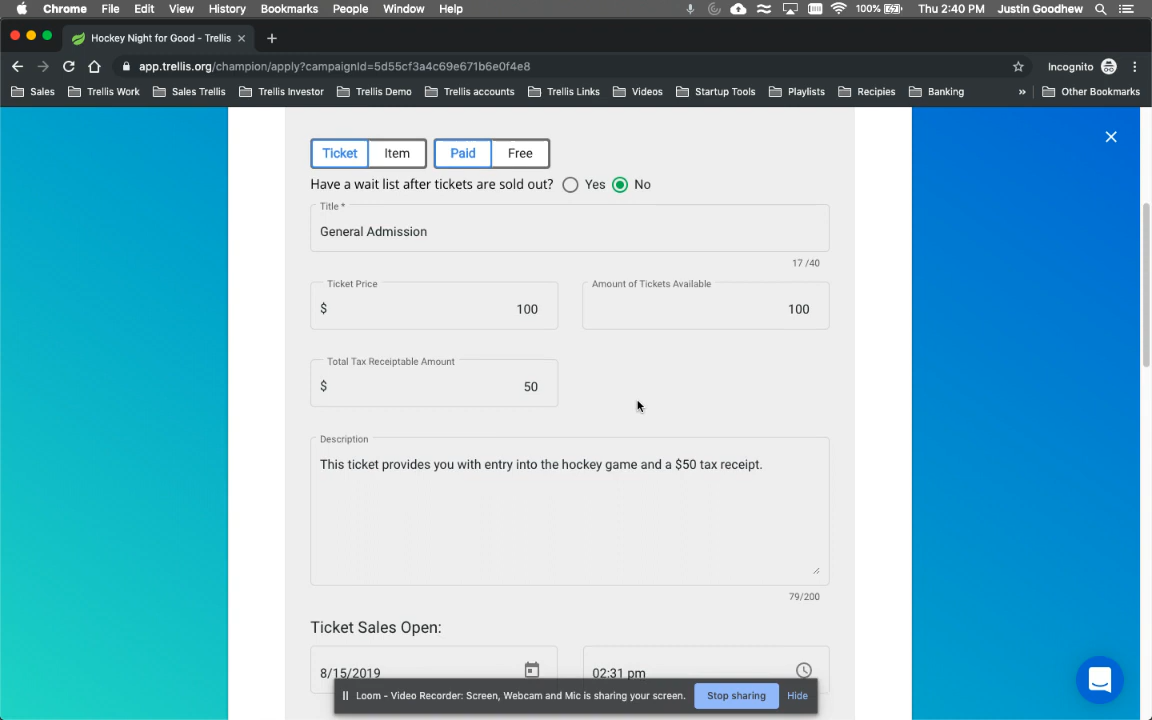 Chrome File Edit View History Bookmarks People Window Help 100% Thu 2:40 PM Justin Goodhew
Hockey Night for Good - Trellis
app.trellis.org/champion/apply?campaignId=5d55cf3a4c69e671b6e0f4e8 Incognito
Sales Trellis Work Sales Trellis Trellis Investor Trellis Demo Trellis accounts Trellis Links Videos Startup Tools Playlists Recipies Banking » Other Bookmarks
Ticket Item Paid Free
Have a wait list after tickets are sold out? Yes No
Title *
General Admission
17 /40
Ticket Price Amount of Tickets Available
$ 100 100
Total Tax Receiptable Amount
$ 50
Description
This ticket provides you with entry into the hockey game and a $50 tax receipt.
79/200
Ticket Sales Open:
8/15/2019 02:31 pm
Loom - Video Recorder: Screen, Webcam and Mic is sharing your screen. Stop sharing Hide